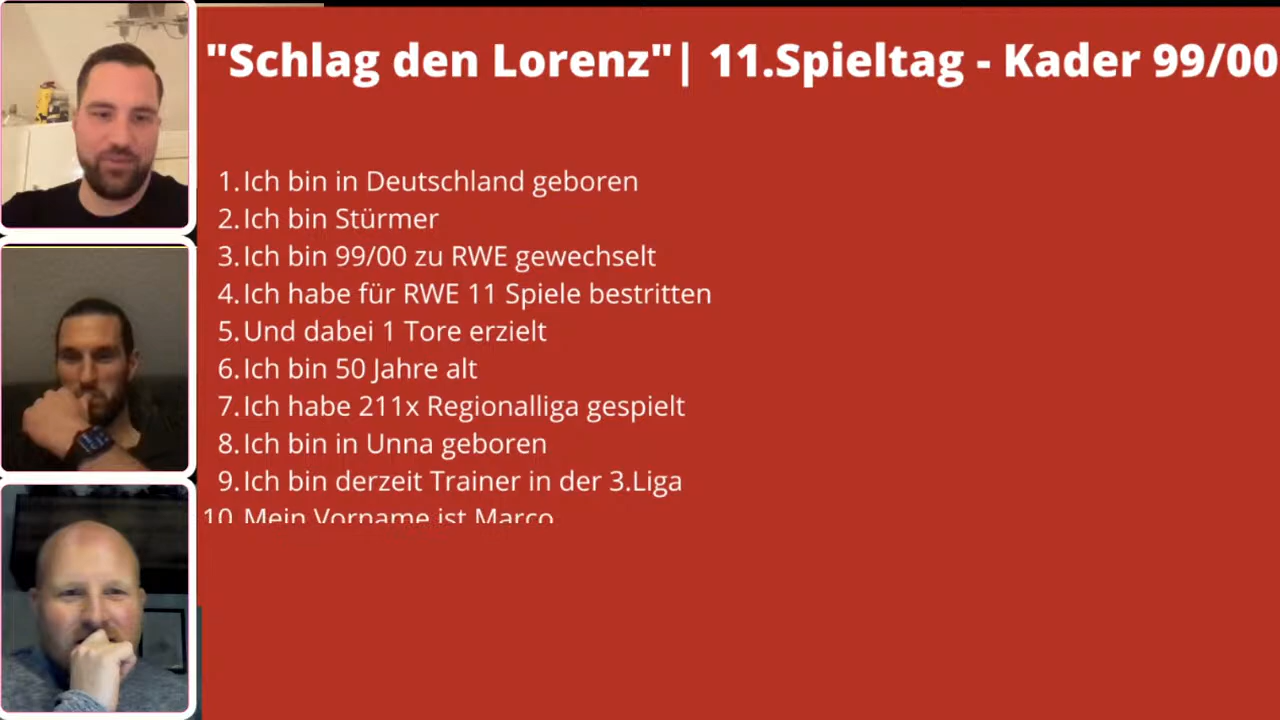 "Schlag den Lorenz"| 11.Spieltag - Kader 99/00
1. Ich bin in Deutschland geboren
2. Ich bin Stürmer
3. Ich bin 99/00 zu RWE gewechselt
4. Ich habe für RWE 11 Spiele bestritten
5. Und dabei 1 Tore erzielt
6. Ich bin 50 Jahre alt
7. Ich habe 211x Regionalliga gespielt
8. Ich bin in Unna geboren
9. Ich bin derzeit Trainer in der 3.Liga
10. Mein Vorname ist Marco